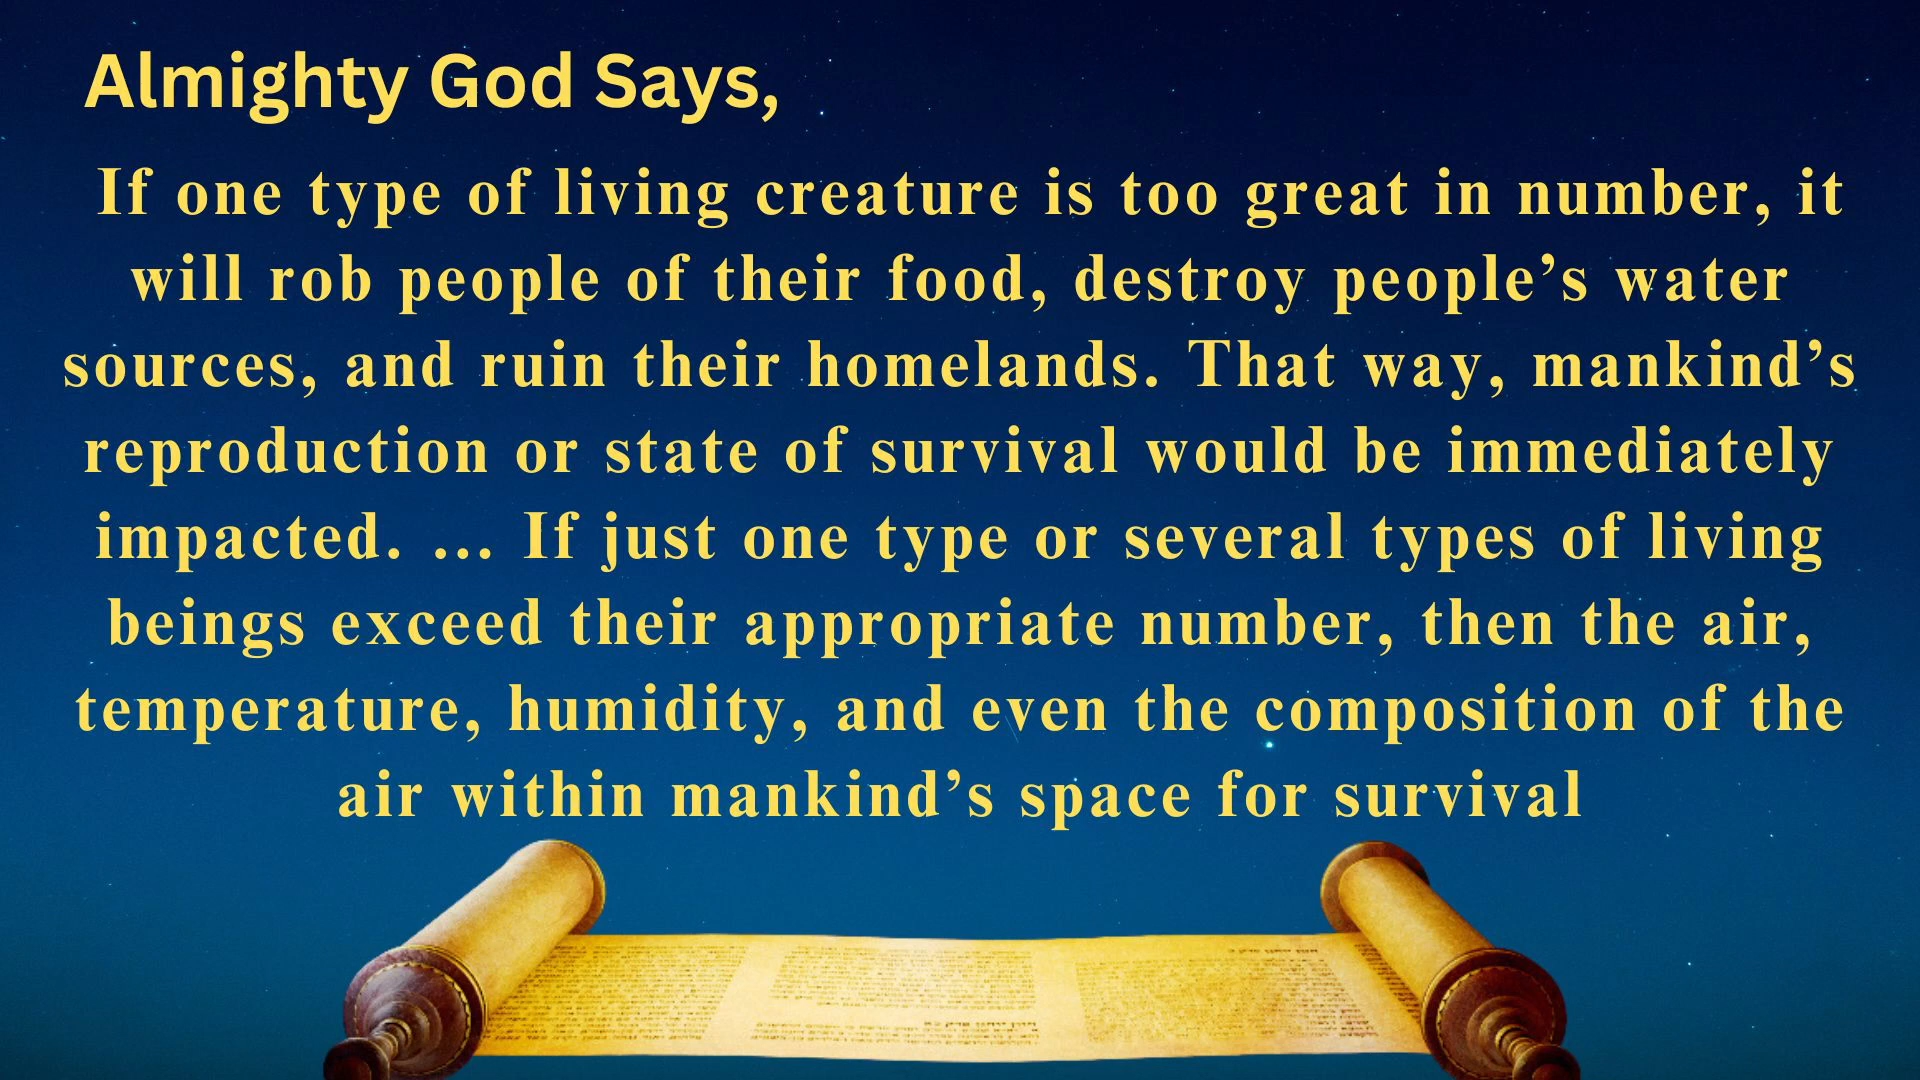 Almighty God Says,
If one type of living creature is too great in number, it
will rob people of their food, destroy people’s water
sources, and ruin their homelands. That way, mankind’s
reproduction or state of survival would be immediately
impacted. … If just one type or several types of living
beings exceed their appropriate number, then the air,
temperature, humidity, and even the composition of the
air within mankind’s space for survival